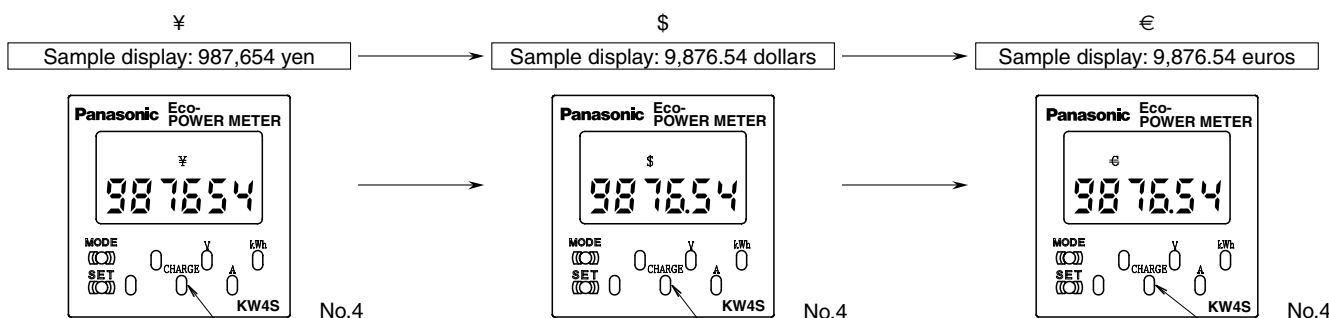 ¥ $ €
Sample display: 987,654 yen Sample display: 9,876.54 dollars Sample display: 9,876.54 euros
Panasonic Eco-POWER METER
¥
987654
MODE
V kWh
SET CHARGE A
KW4S
No.4
Panasonic Eco-POWER METER
$
9876.54
MODE
V kWh
SET CHARGE A
KW4S
No.4
Panasonic Eco-POWER METER
€
9876.54
MODE
V kWh
SET CHARGE A
KW4S
No.4